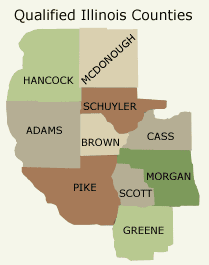 Qualified Illinois Counties
MCDONOUGH
HANCOCK
SCHUYLER
ADAMS
CASS
BROWN
MORGAN
PIKE
SCOTT
GREENE